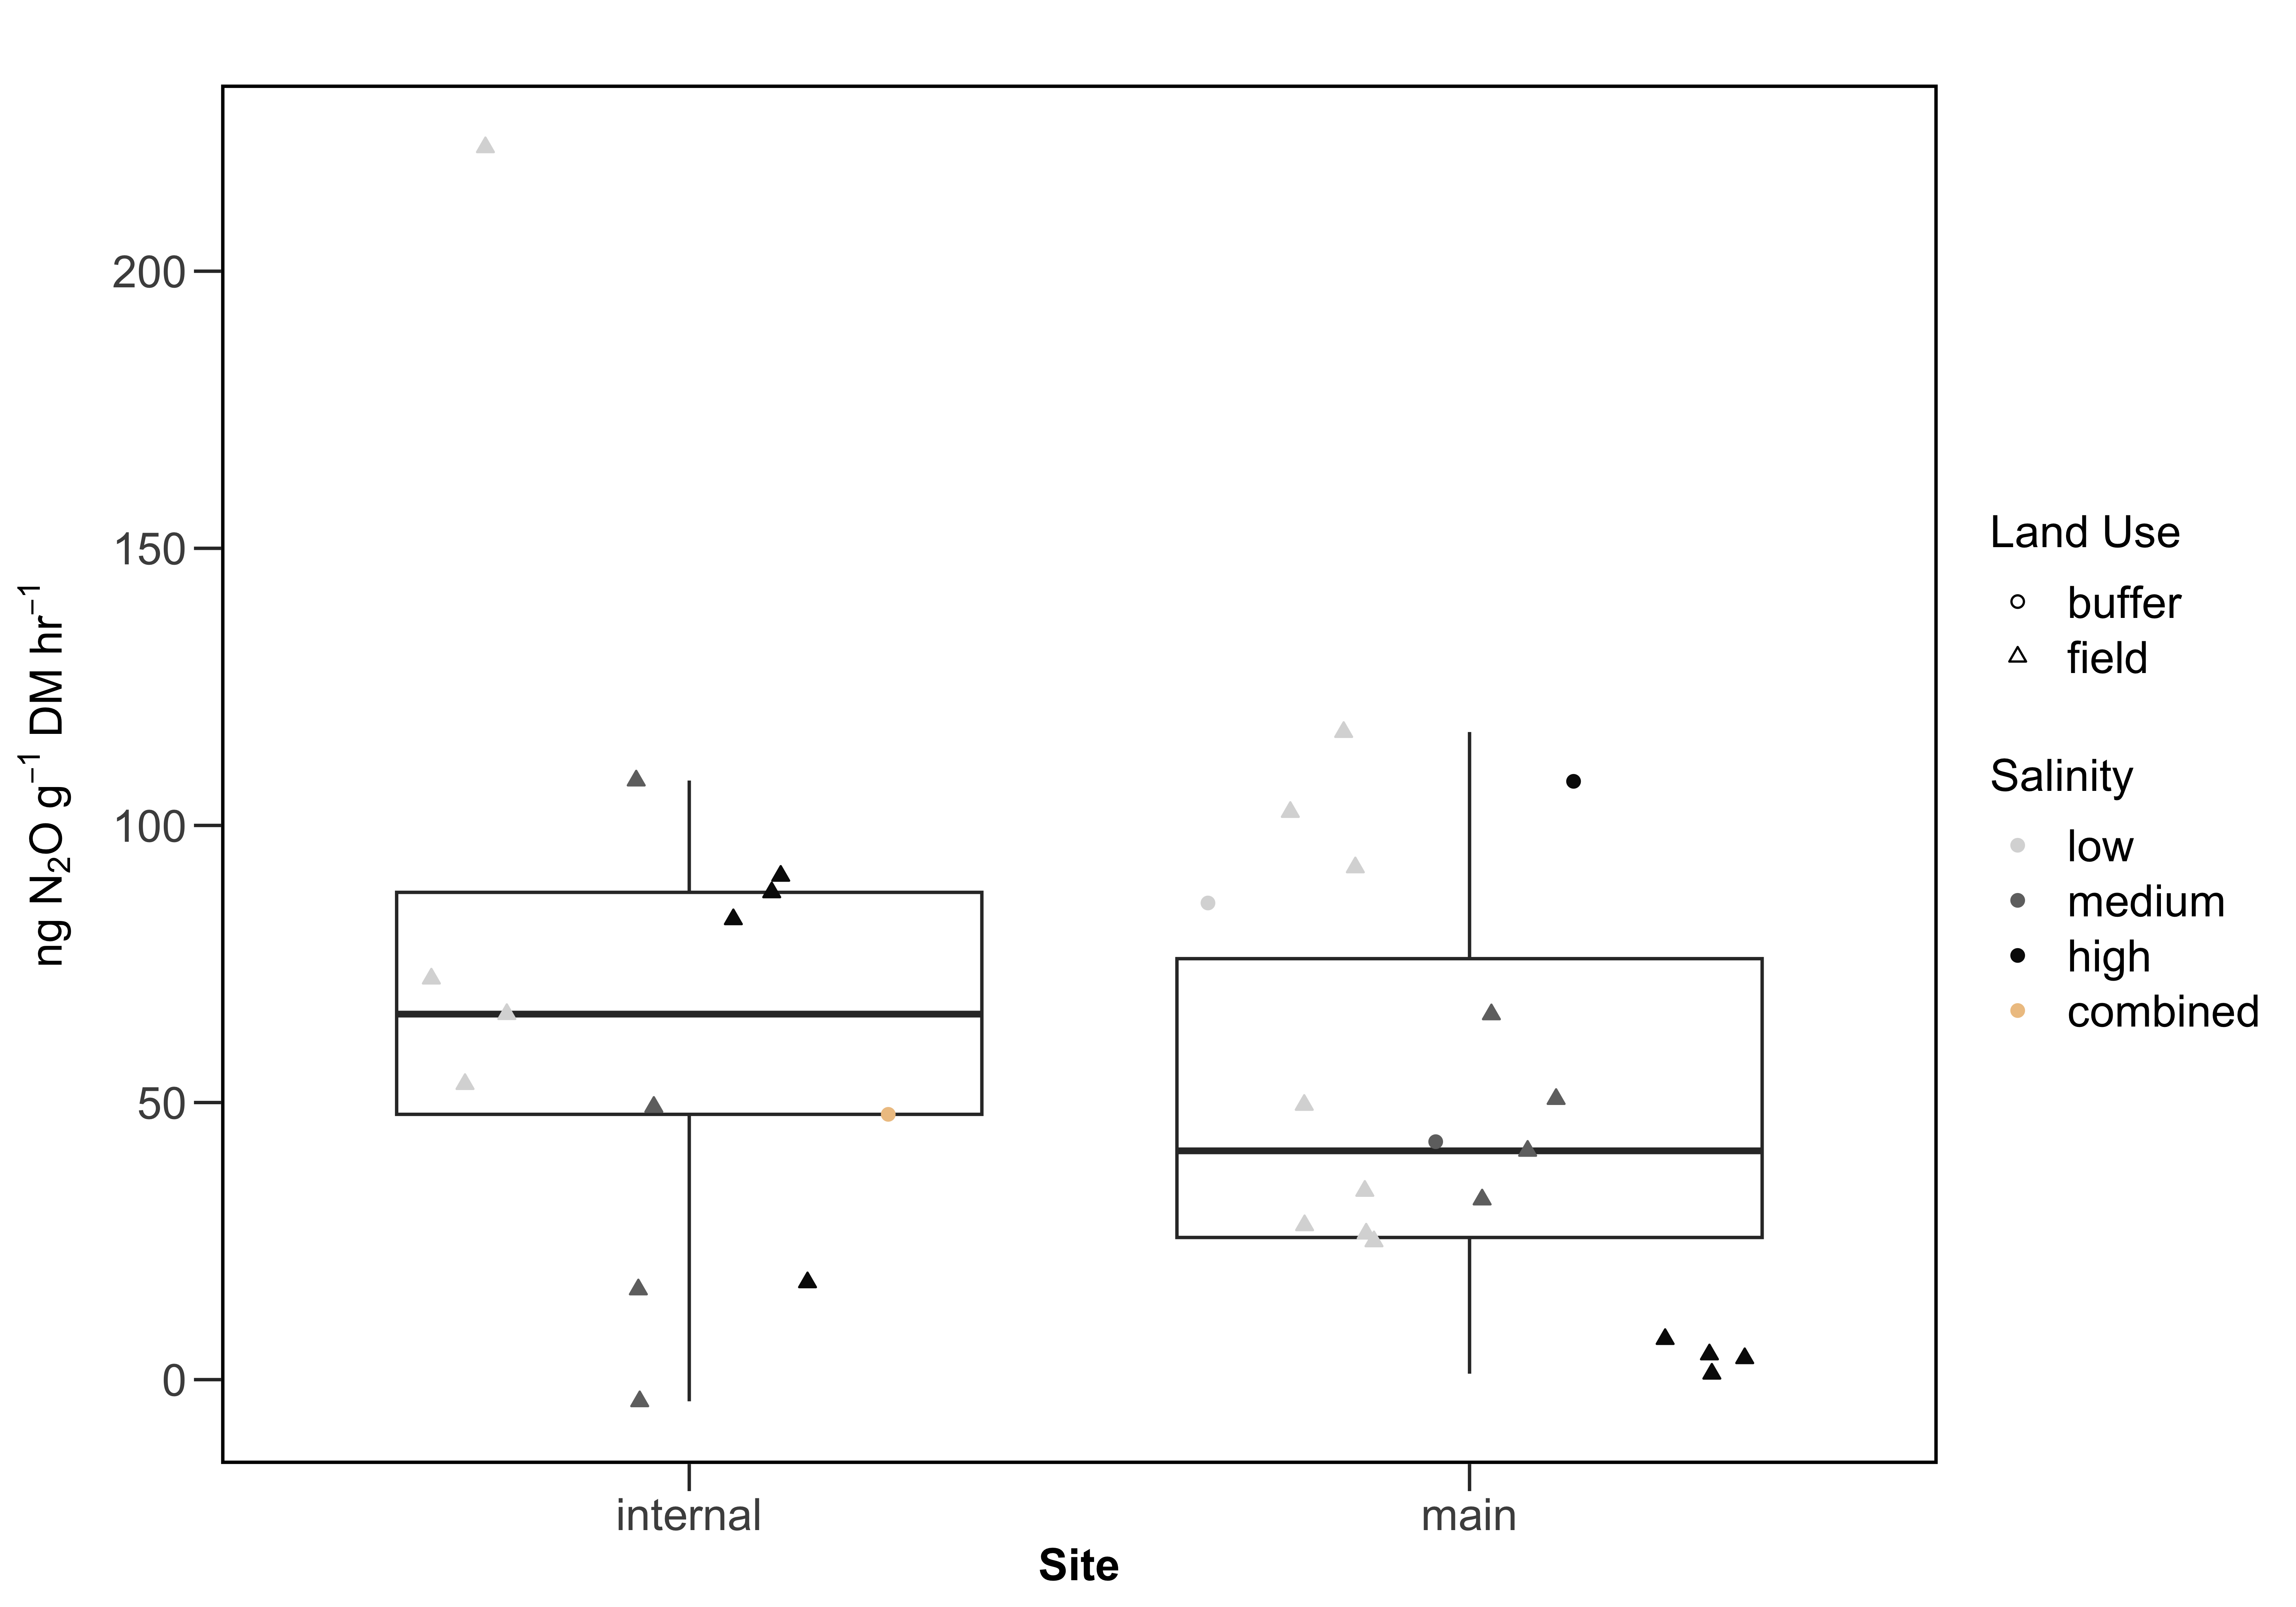 200
150
100
50
0
ng N₂O g⁻¹ DM hr⁻¹
internal
main
Site
Land Use
buffer
field
Salinity
low
medium
high
combined